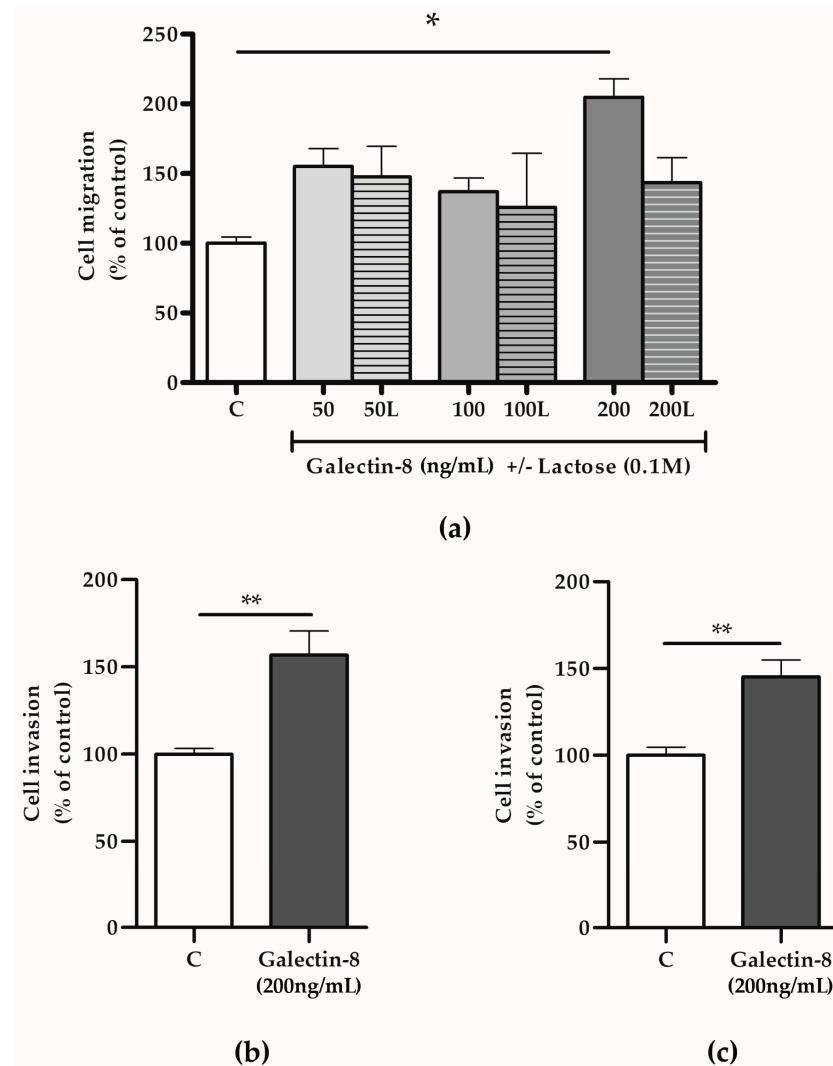 *
250
200
150
100
50
0
Cell migration
(% of control)
C 50 50L 100 100L 200 200L
Galectin-8 (ng/mL) +/- Lactose (0.1M)
(a)
**
200
150
100
50
0
Cell invasion
(% of control)
C Galectin-8
(200ng/mL)
(b)
**
200
150
100
50
0
Cell invasion
(% of control)
C Galectin-8
(200ng/mL)
(c)